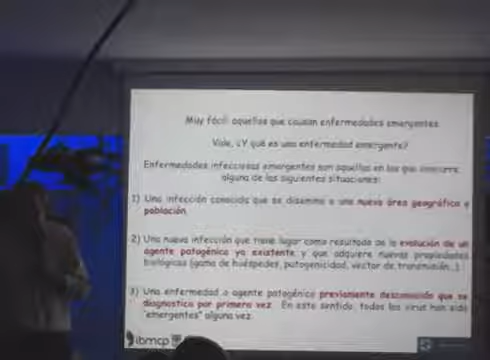 Muy fácil: aquellos que causan enfermedades emergentes.
Vale, ¿Y qué es una enfermedad emergente?
Enfermedades infecciosas emergentes son aquellas en las que concurre
alguna de las siguientes situaciones:
1) Una infección conocida que se disemina a una nueva área geográfica o
población.
2) Una nueva infección que tiene lugar como resultado de la evolución de un
agente patogénico ya existente y que adquiere nuevas propiedades
biológicas (gama de huéspedes, patogenicidad, vector de transmisión...).
3) Una enfermedad o agente patogénico previamente desconocido que se
diagnostica por primera vez. En este sentido, todos los virus han sido
"emergentes" alguna vez.
ibmcp